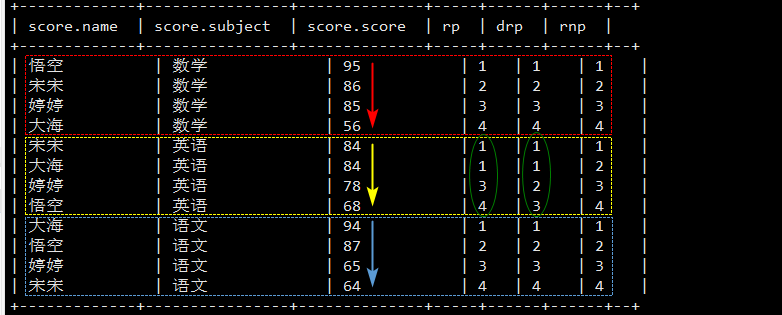 +--------------+----------------+--------------+-----+------+------+--+
| score.name | score.subject | score.score | rp | drp | rnp |
+--------------+----------------+--------------+-----+------+------+--+
| 悟空 | 数学 | 95 | 1 | 1 | 1 |
| 宋宋 | 数学 | 86 | 2 | 2 | 2 |
| 婷婷 | 数学 | 85 | 3 | 3 | 3 |
| 大海 | 数学 | 56 | 4 | 4 | 4 |
| 宋宋 | 英语 | 84 | 1 | 1 | 1 |
| 大海 | 英语 | 84 | 1 | 1 | 2 |
| 婷婷 | 英语 | 78 | 3 | 2 | 3 |
| 悟空 | 英语 | 68 | 4 | 3 | 4 |
| 大海 | 语文 | 94 | 1 | 1 | 1 |
| 悟空 | 语文 | 87 | 2 | 2 | 2 |
| 婷婷 | 语文 | 65 | 3 | 3 | 3 |
| 宋宋 | 语文 | 64 | 4 | 4 | 4 |
+--------------+----------------+--------------+-----+------+------+--+